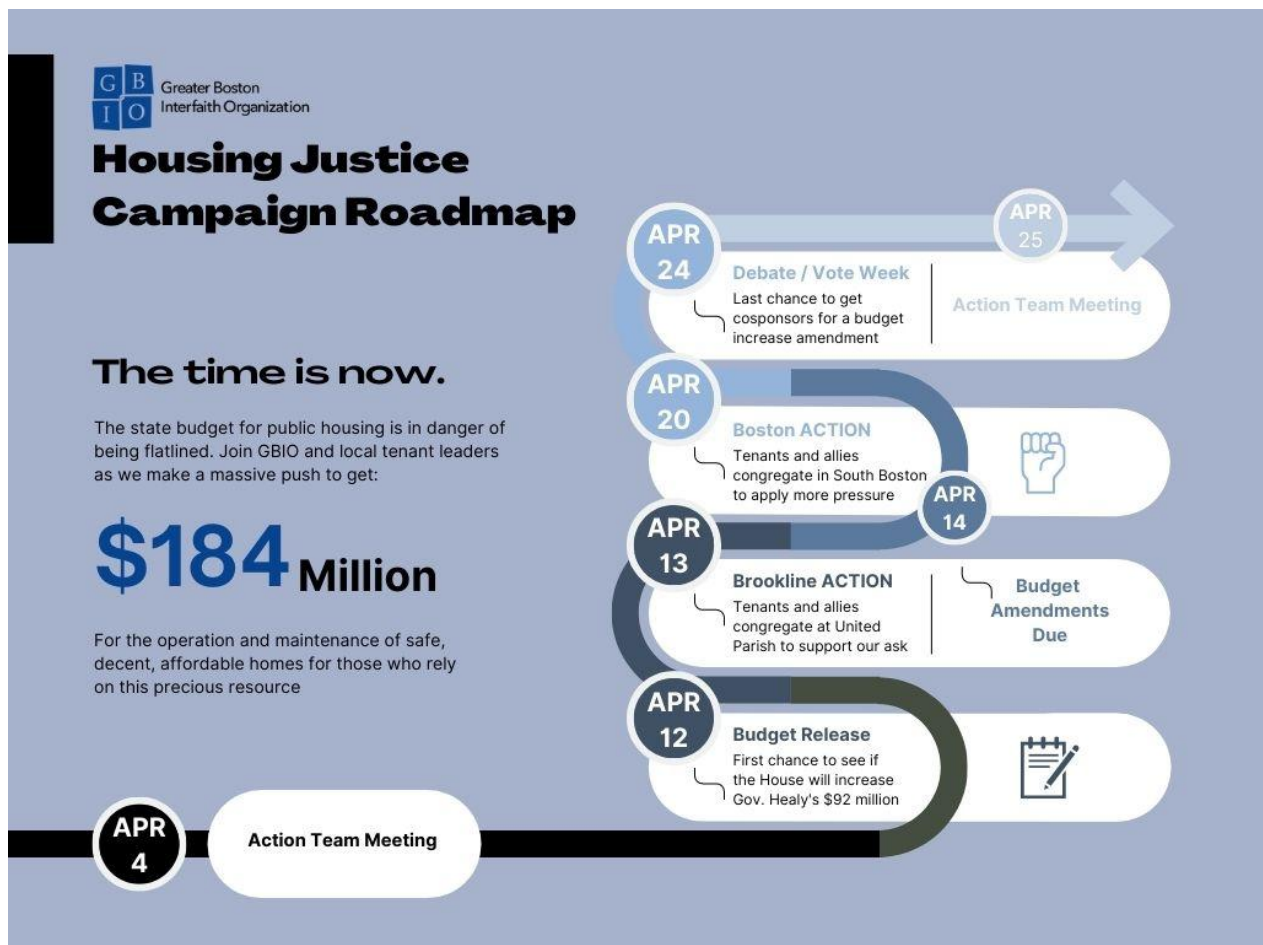 G B
I O
Greater Boston
Interfaith Organization
Housing Justice
Campaign Roadmap
The time is now.
The state budget for public housing is in danger of
being flatlined. Join GBIO and local tenant leaders
as we make a massive push to get:
$184 Million
For the operation and maintenance of safe,
decent, affordable homes for those who rely
on this precious resource
APR
4
Action Team Meeting
APR
24
Debate / Vote Week
Last chance to get
cosponsors for a budget
increase amendment
APR
25
Action Team Meeting
APR
20
Boston ACTION
Tenants and allies
congregate in South Boston
to apply more pressure
APR
14
Budget
Amendments
Due
APR
13
Brookline ACTION
Tenants and allies
congregate at United
Parish to support our ask
APR
12
Budget Release
First chance to see if
the House will increase
Gov. Healy's $92 million